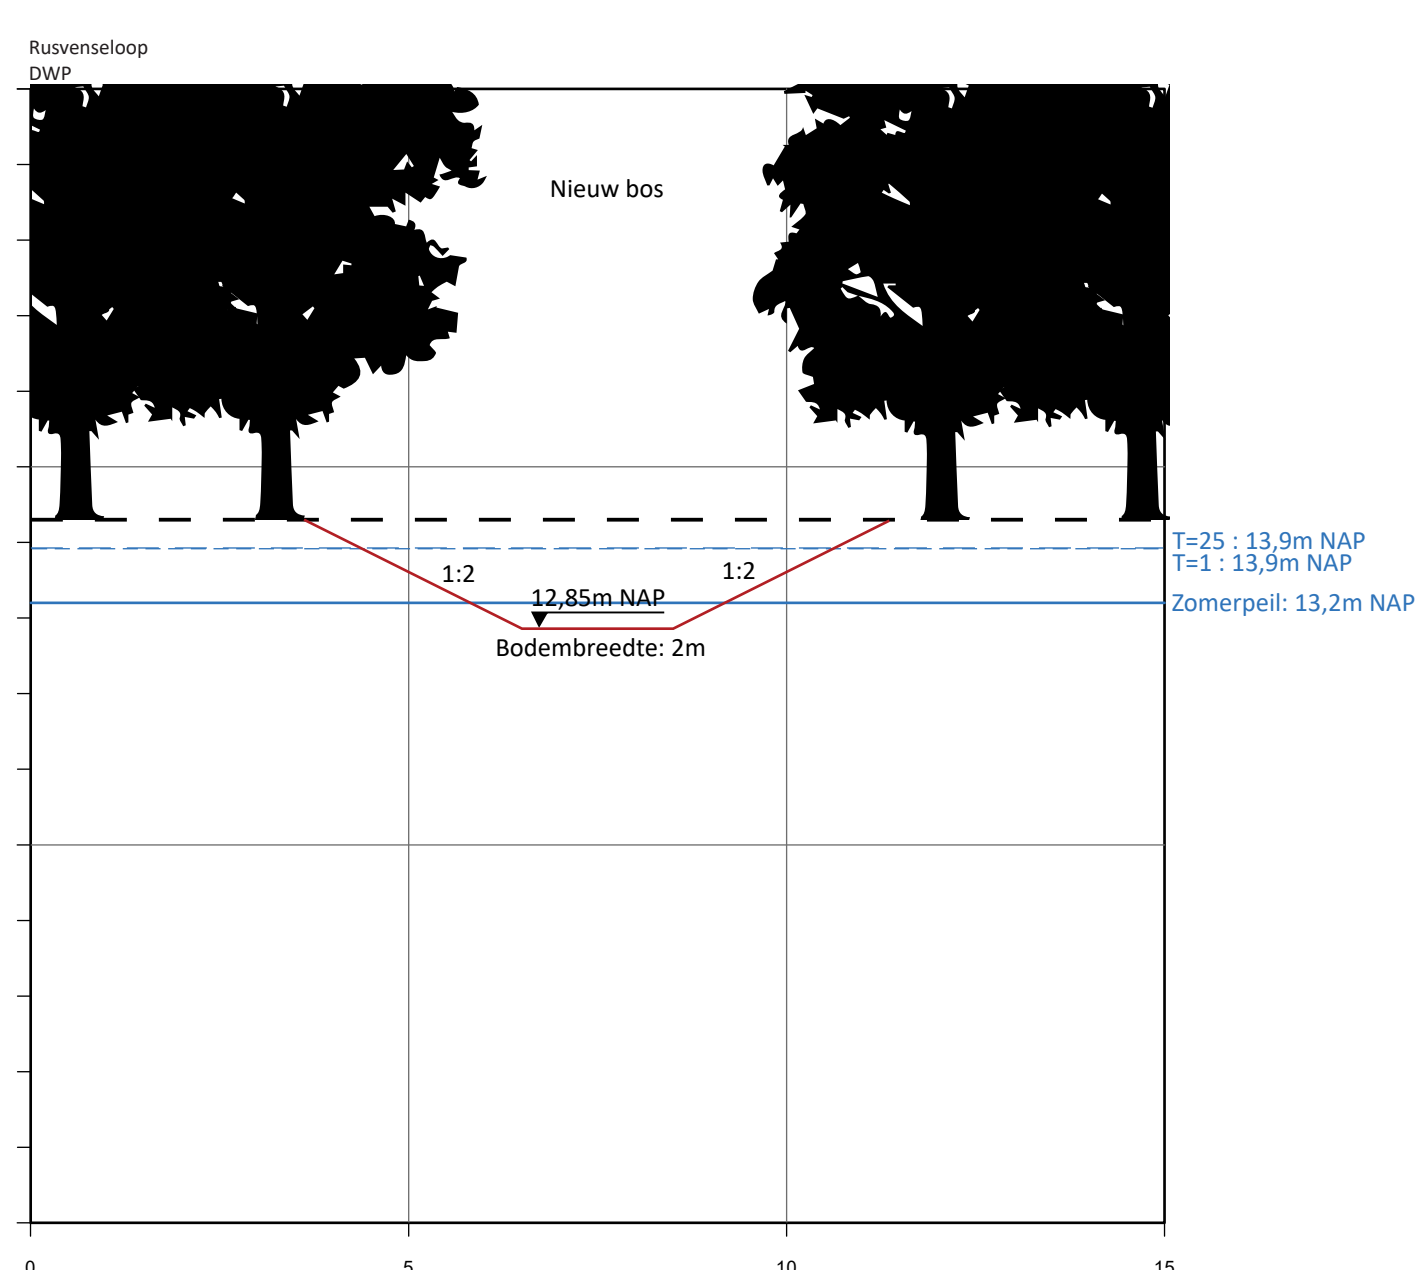 Rusvenseloop
DWP
Nieuw bos
T=25 : 13,9m NAP
T=1 : 13,9m NAP
1:2
1:2
12,85m NAP
Zomerpeil: 13,2m NAP
Bodembreedte: 2m
0 5 10 15